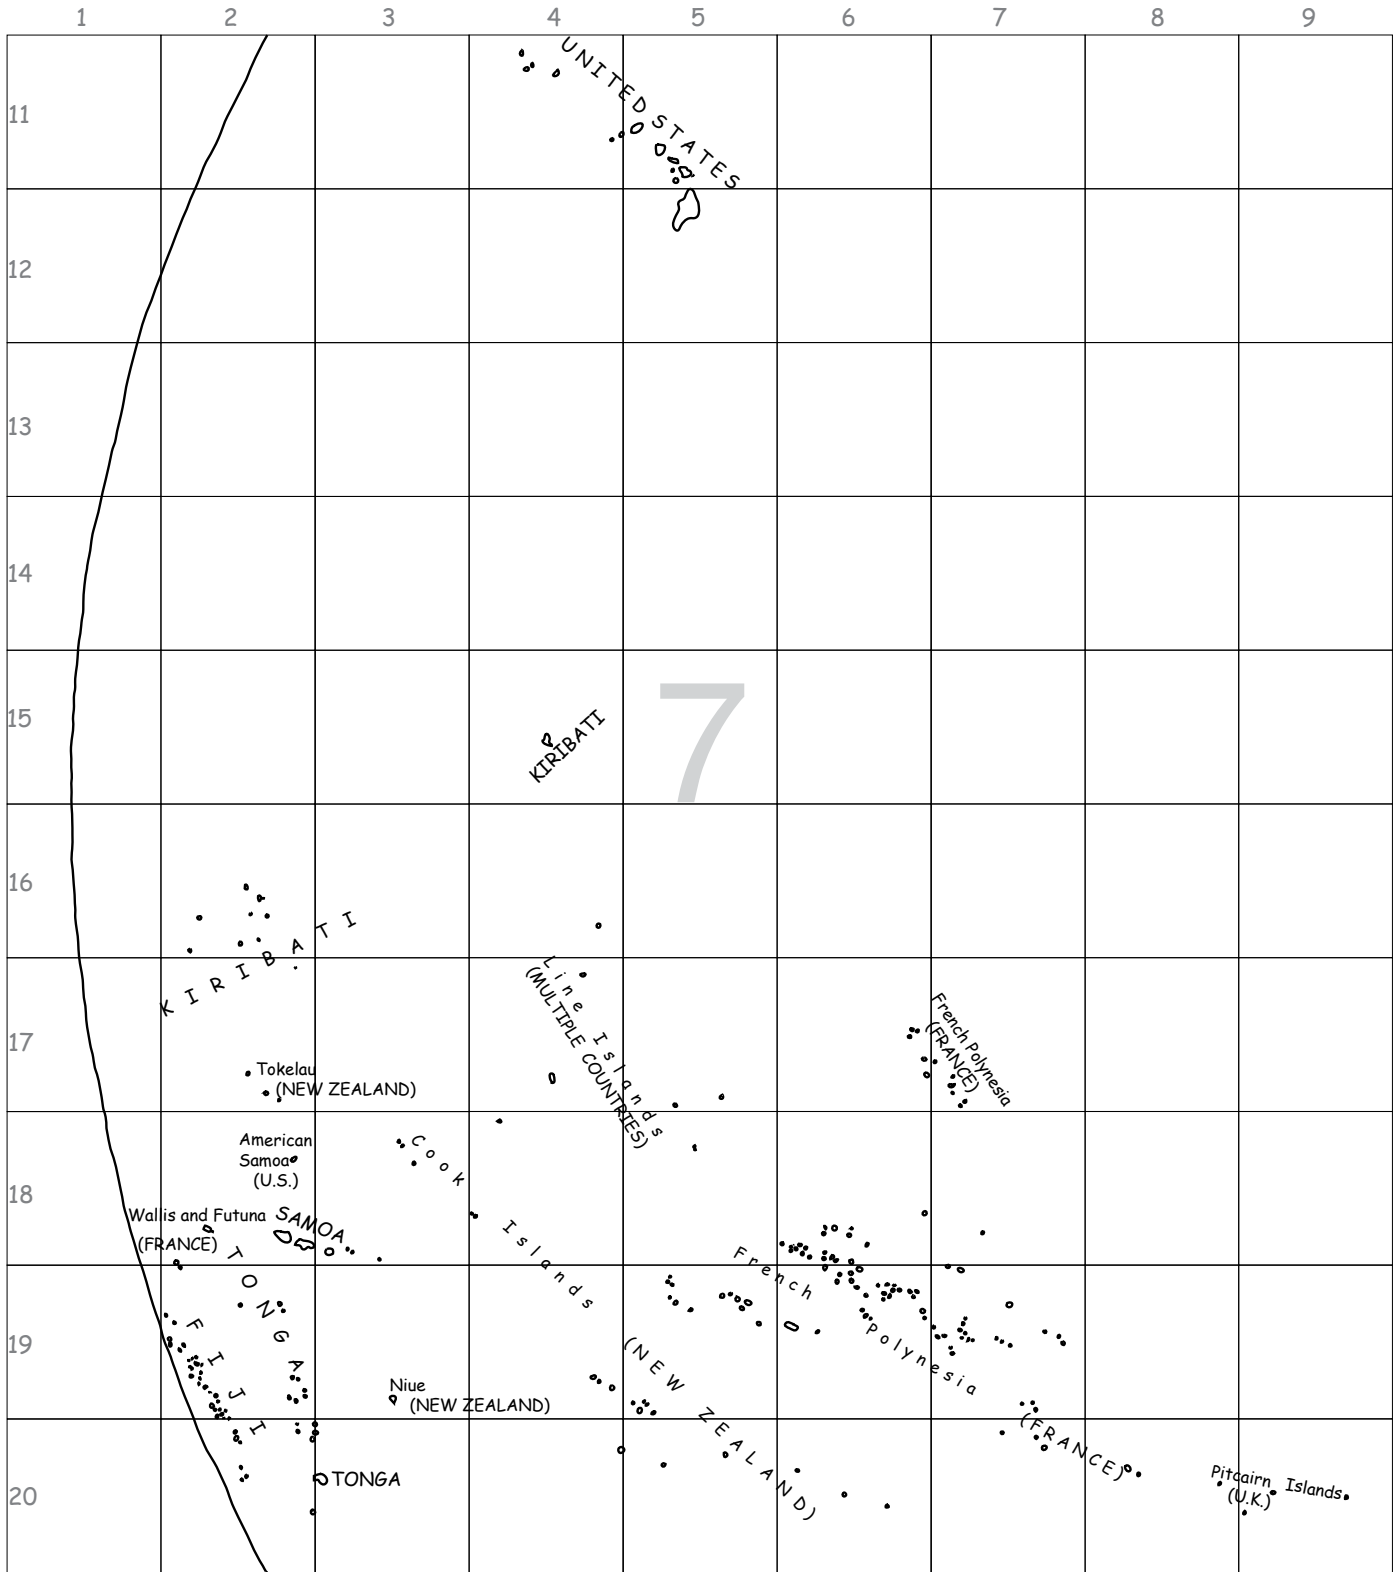 1 2 3 4 5 6 7 8 9
11
UNITED STATES
12
13
14
15
7
KIRIBATI
16
KIRIBATI
17
Line Islands
(MULTIPLE COUNTRIES)
French Polynesia
(FRANCE)
Tokelau
(NEW ZEALAND)
18
American
Samoa
(U.S.)
Cook Islands (NEW ZEALAND)
Wallis and Futuna
(FRANCE)
SAMOA
TONGA
French Polynesia (FRANCE)
19
FIJI
Niue
(NEW ZEALAND)
20
TONGA
Pitcairn Islands
(U.K.)